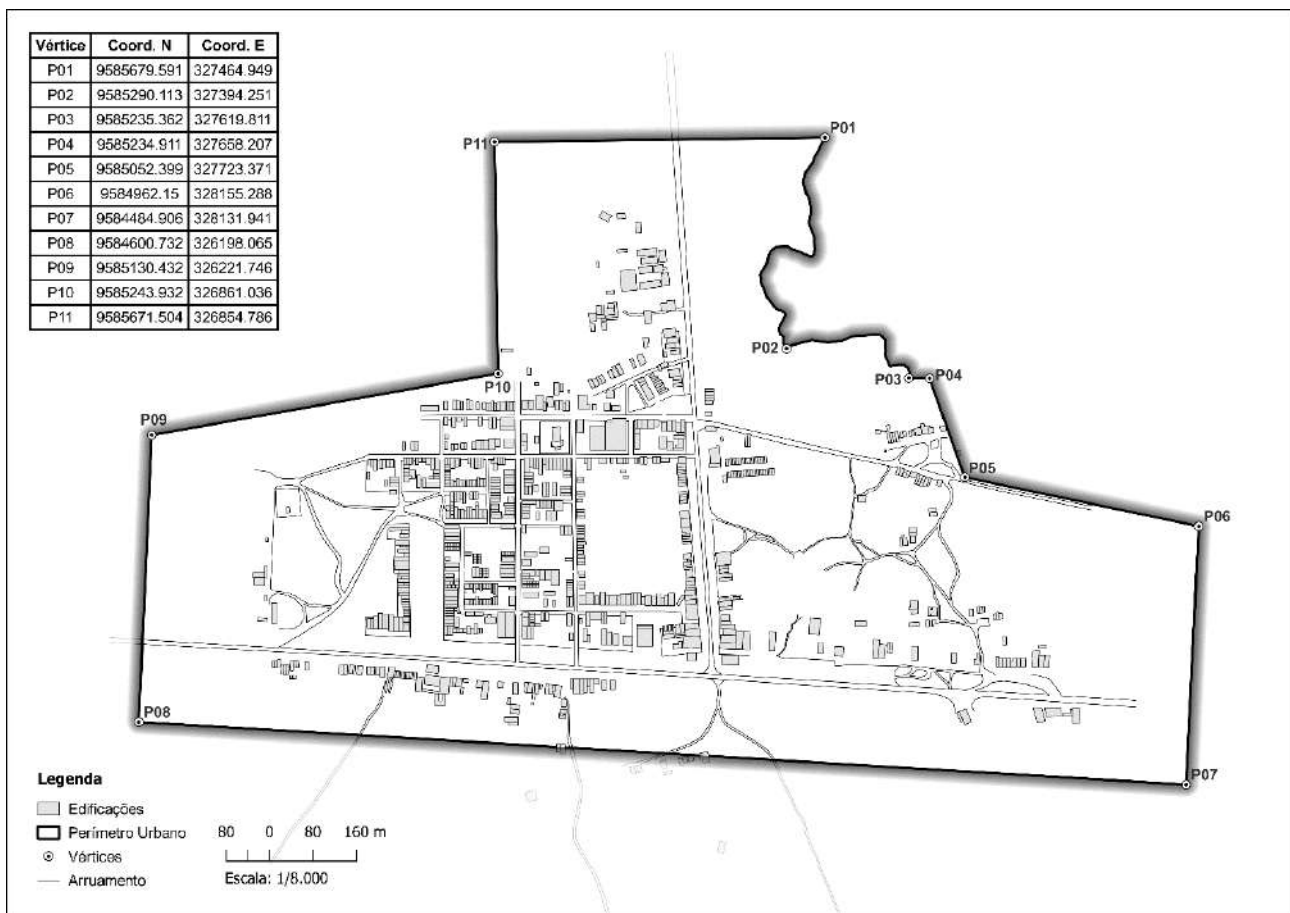 Vértice Coord. N Coord. E
P01 9585679.591 327464.949
P02 9585290.113 327394.251
P03 9585235.362 327619.811
P04 9585234.911 327658.207
P05 9585052.399 327723.371
P06 9584962.15 328155.288
P07 9584484.906 328131.941
P08 9584600.732 326198.065
P09 9585130.432 326221.746
P10 9585243.932 326861.036
P11 9585671.504 326854.786
P01
P11
P02
P03
P04
P10
P09
P05
P06
P08
P07
Legenda
Edificações
Perímetro Urbano
Vértices
Arruamento
80 0 80 160 m
Escala: 1/8.000